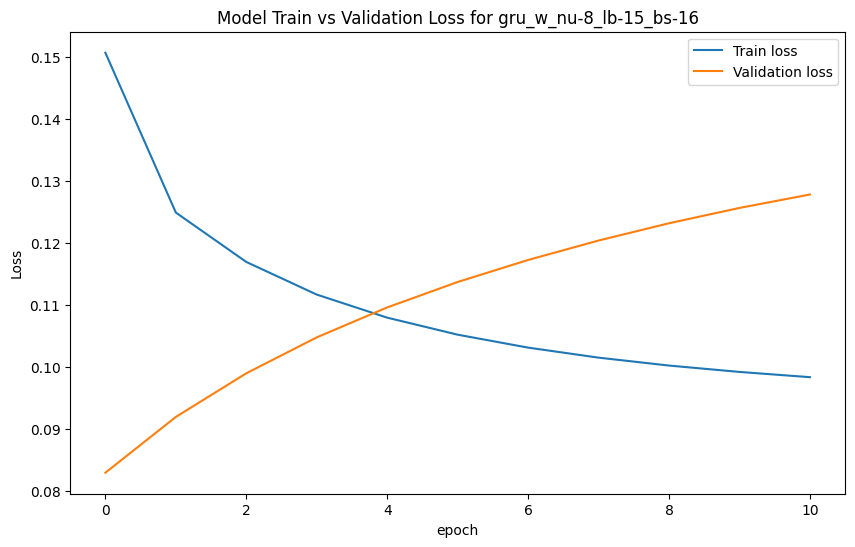 Model Train vs Validation Loss for gru_w_nu-8_lb-15_bs-16
Train loss
Validation loss
Loss
0.15
0.14
0.13
0.12
0.11
0.10
0.09
0.08
0 2 4 6 8 10
epoch